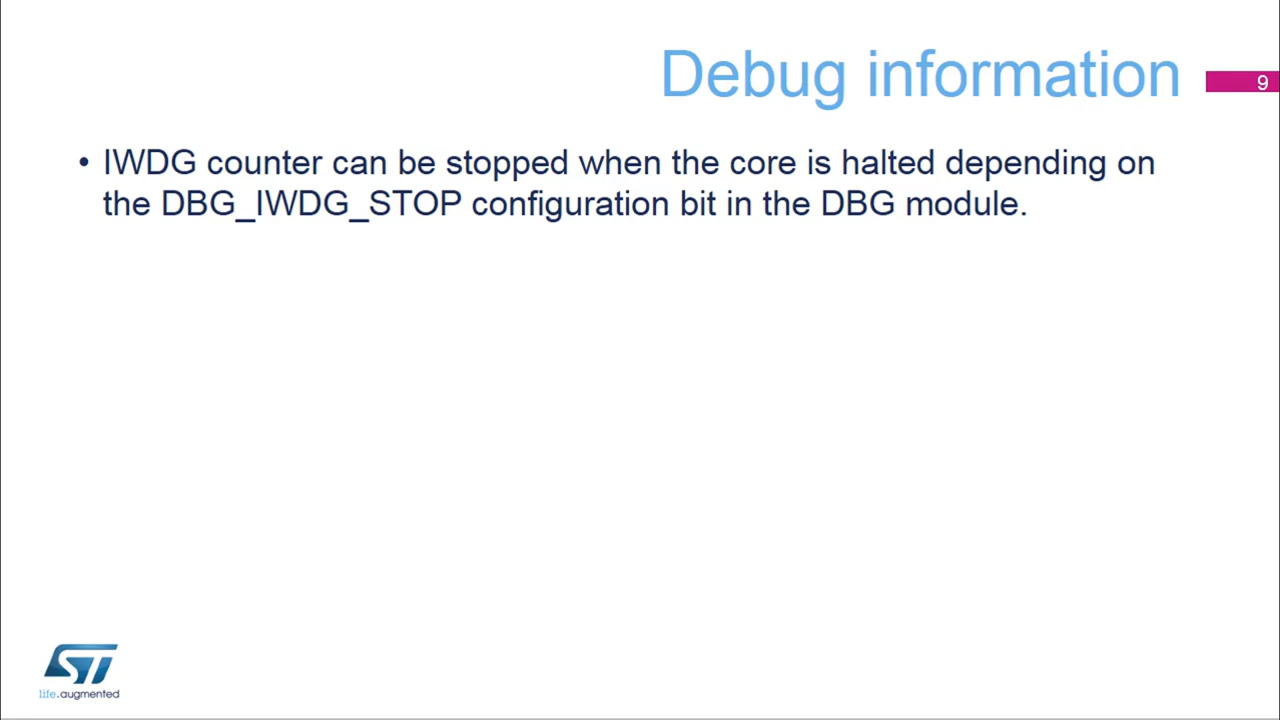 Debug information
9
• IWDG counter can be stopped when the core is halted depending on
the DBG_IWDG_STOP configuration bit in the DBG module.
ST
life.augmented